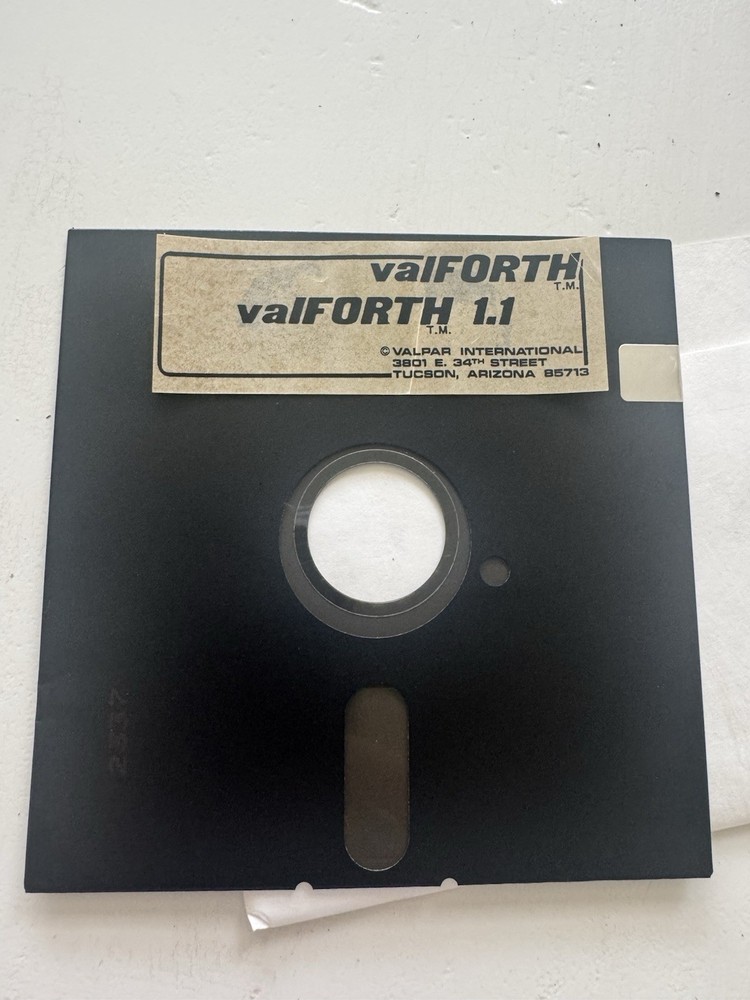 valFORTH
T.M.
valFORTH 1.1
T.M.
© VALPAR INTERNATIONAL
3801 E. 34TH STREET
TUCSON, ARIZONA 85713